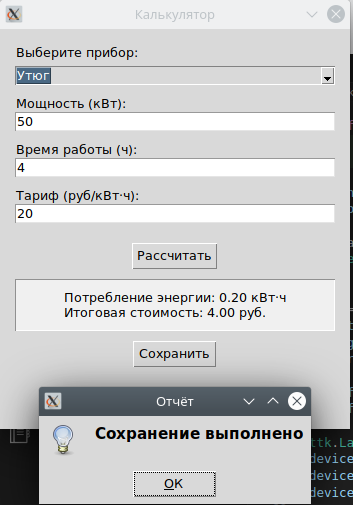 Калькулятор
Выберите прибор:
Утюг
Мощность (кВт):
50
Время работы (ч):
4
Тариф (руб/кВт·ч)
20
Рассчитать
Потребление энергии: 0.20 кВт·ч
Итоговая стоимость: 4.00 руб.
Сохранить
Отчёт
Сохранение выполнено
OK
ttk.La
device
device
device